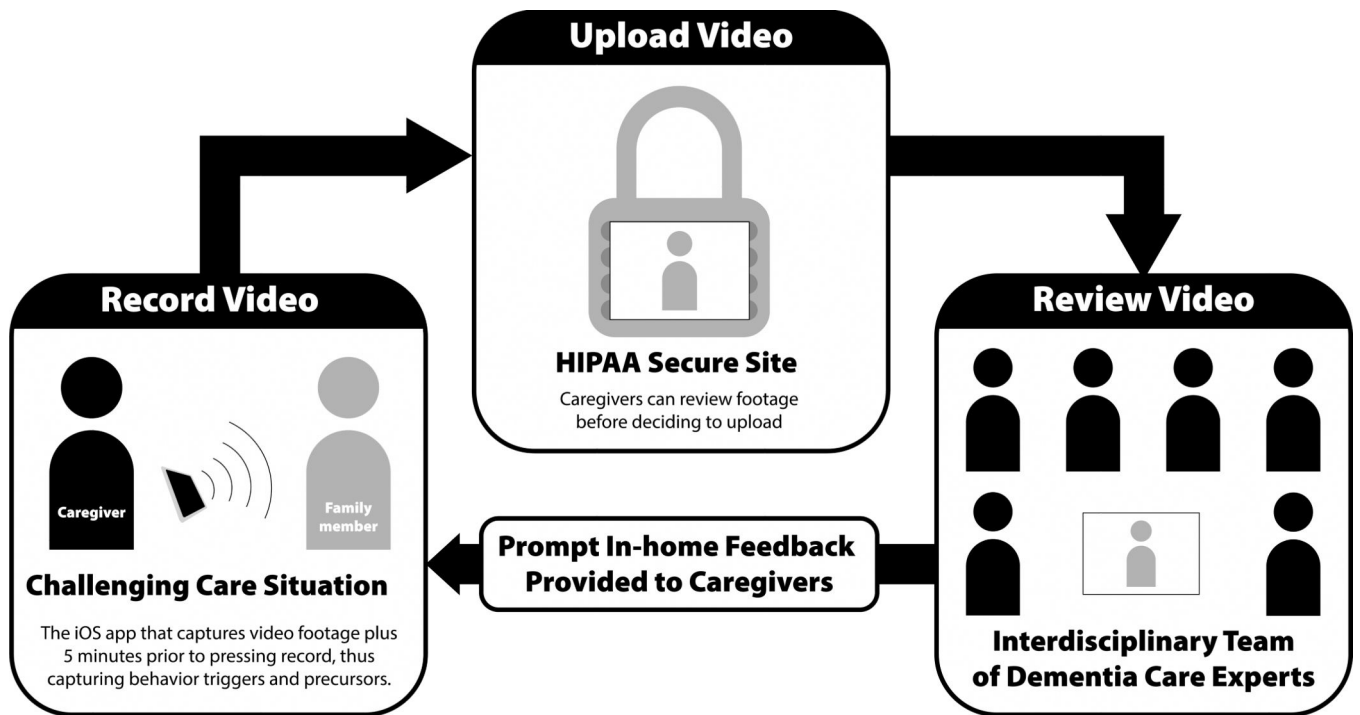 Upload Video
HIPAA Secure Site
Caregivers can review footage
before deciding to upload
Record Video
Caregiver
Family
member
Challenging Care Situation
The iOS app that captures video footage plus
5 minutes prior to pressing record, thus
capturing behavior triggers and precursors.
Review Video
Interdisciplinary Team
of Dementia Care Experts
Prompt In-home Feedback
Provided to Caregivers